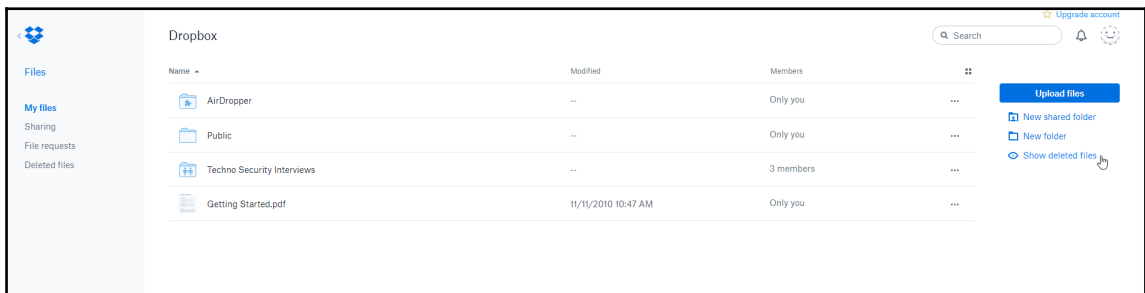 Upgrade account
Dropbox
Search
Files
Name
Modified
Members
My files
Sharing
File requests
Deleted files
AirDropper
--
Only you
...
Public
--
Only you
...
Techno Security Interviews
--
3 members
...
Getting Started.pdf
11/11/2010 10:47 AM
Only you
...
Upload files
New shared folder
New folder
Show deleted files